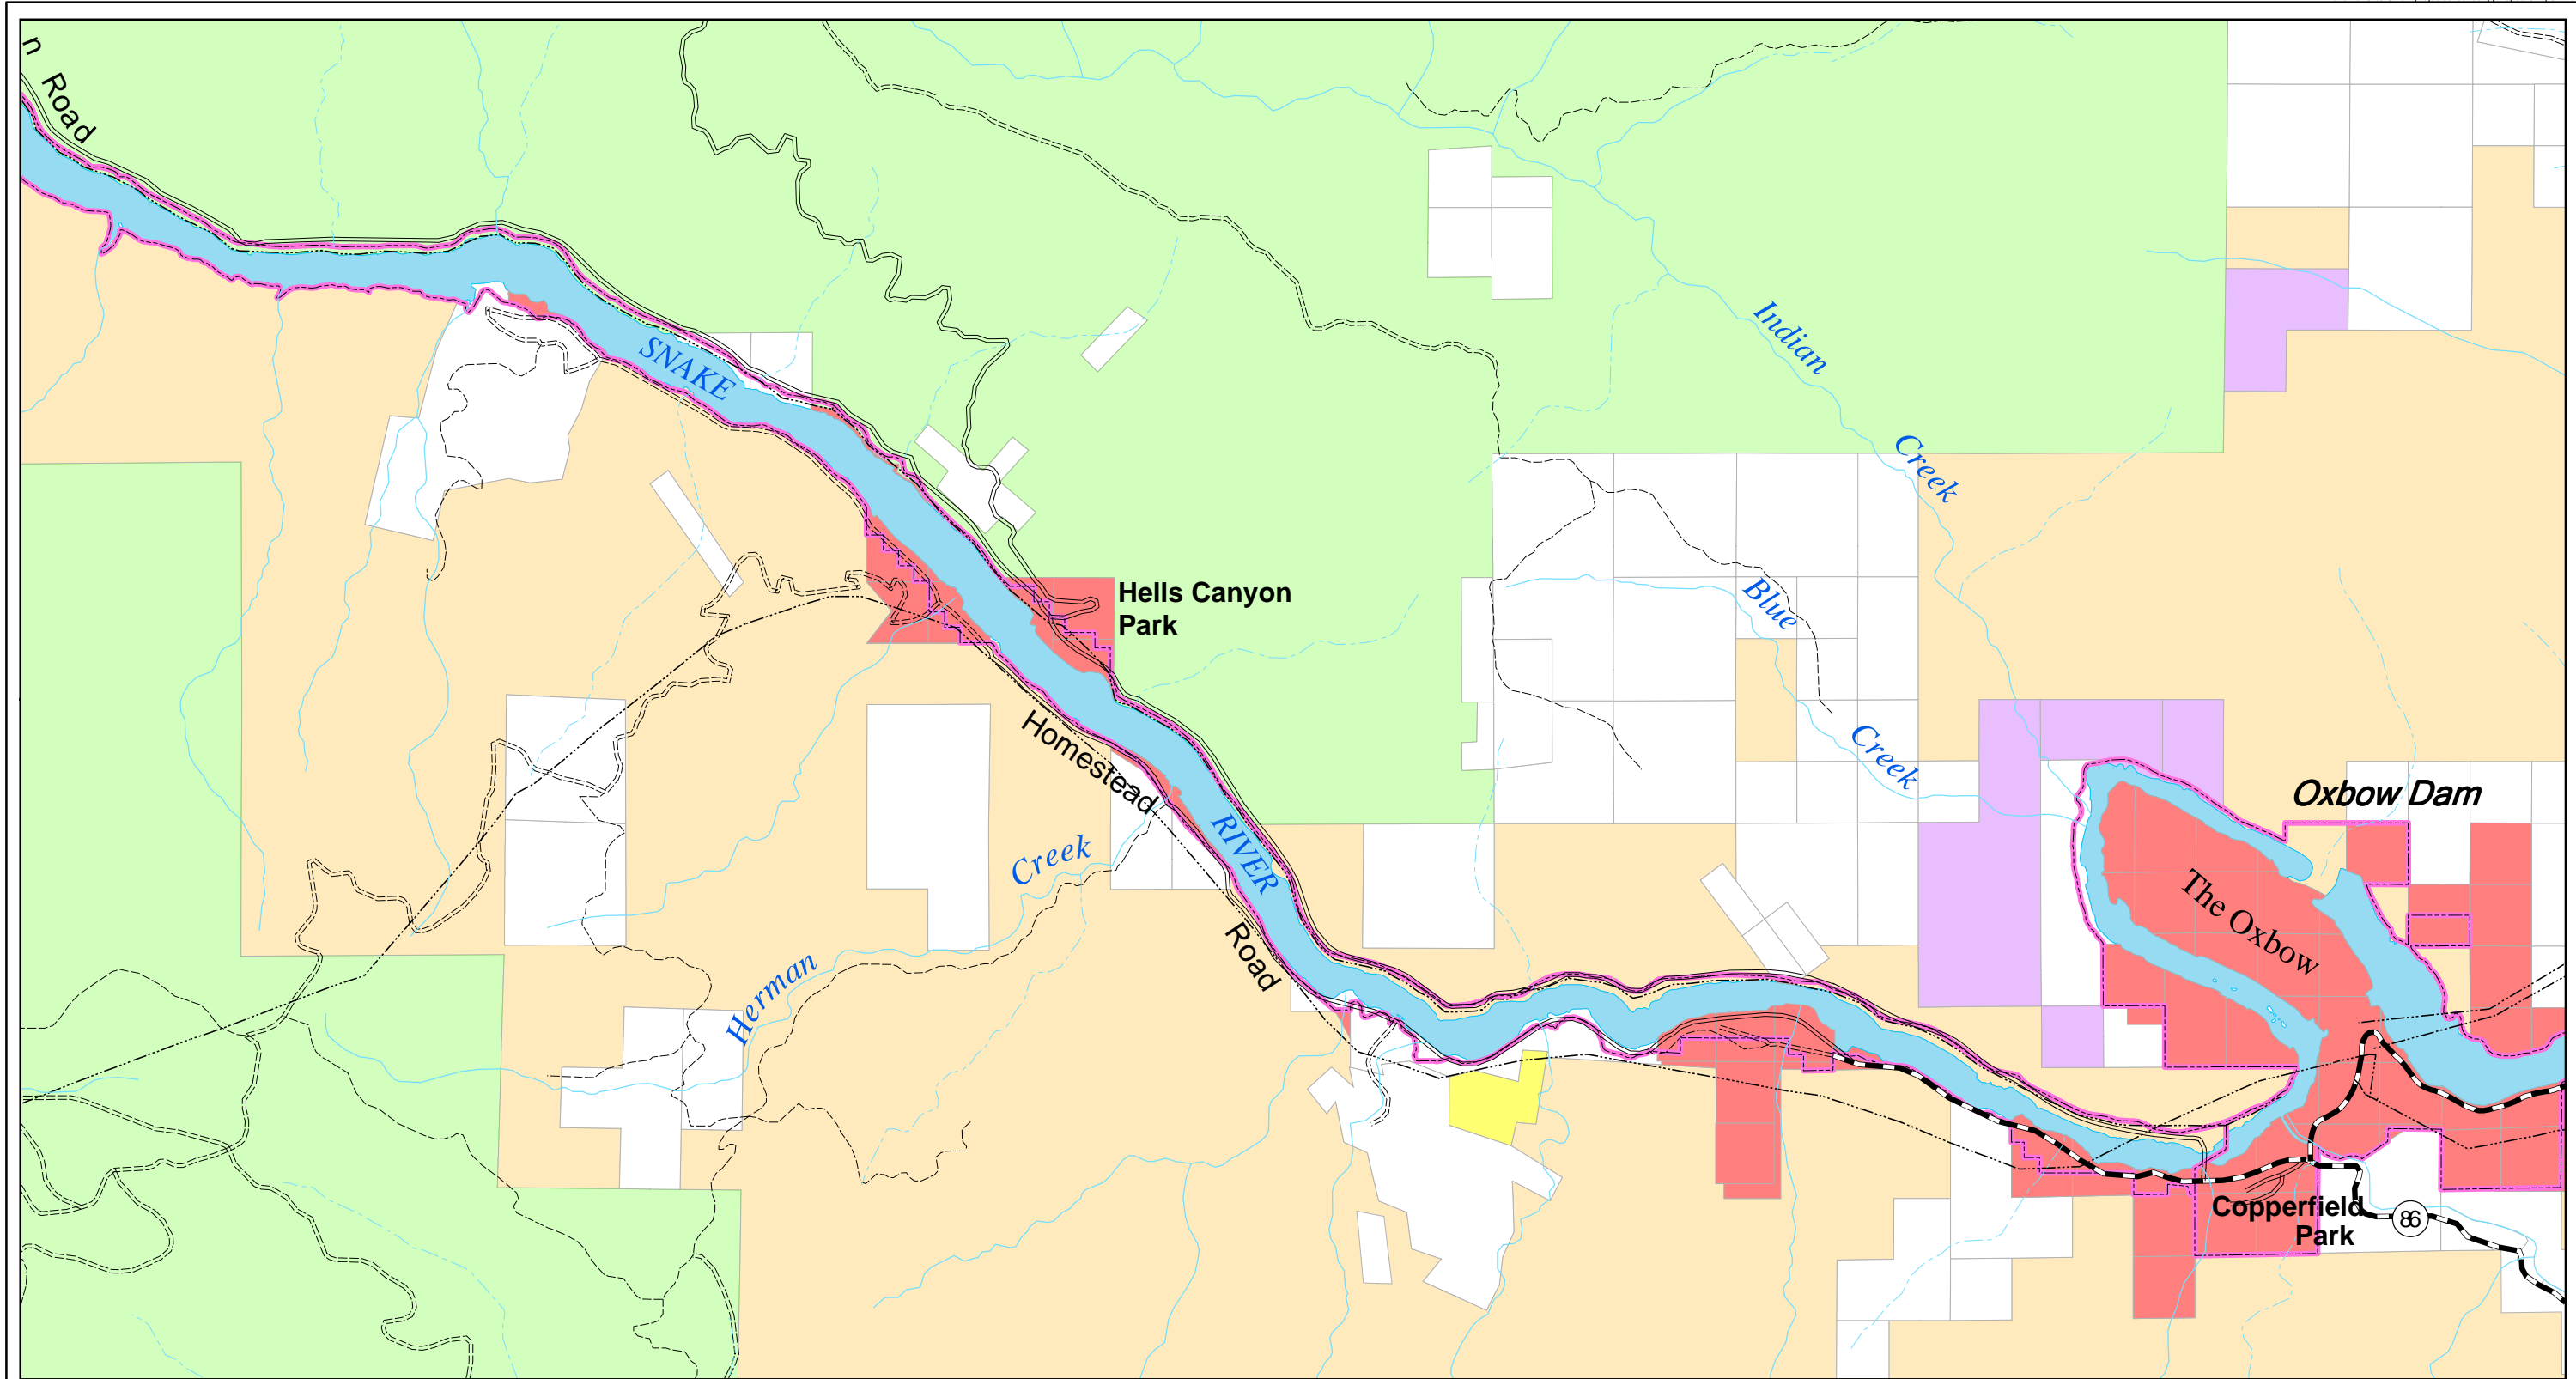 n Road
SNAKE
Indian
Creek
Hells Canyon
Park
Blue
Creek
Homestead
Oxbow Dam
RIVER
Creek
The Oxbow
Road
Herman
Copperfield
Park
86